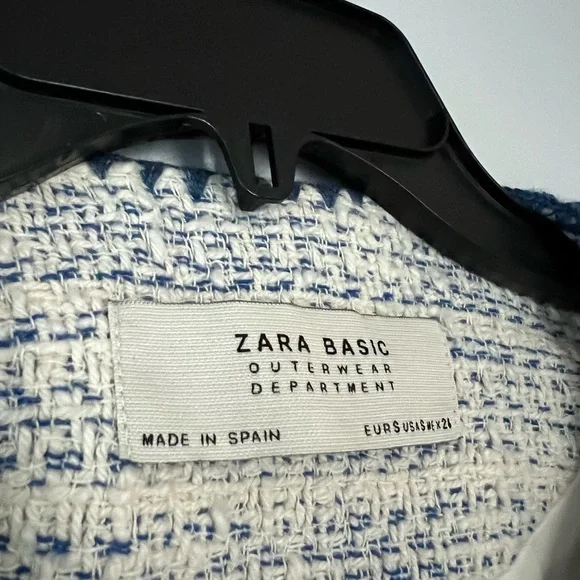 ZARA BASIC
OUTERWEAR
DEPARTMENT
MADE IN SPAIN
EUR S USA S MEX 26